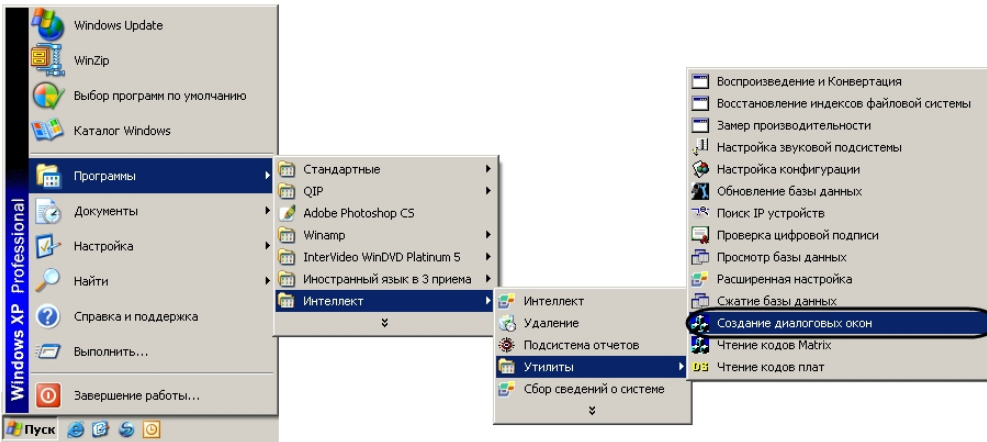 Windows Update
WinZip
Выбор программ по умолчанию
Каталог Windows
Программы
Документы
Настройка
Найти
Справка и поддержка
Выполнить...
Завершение работы...
Windows XP Professional
Пуск
Стандартные
QIP
Adobe Photoshop CS
Winamp
InterVideo WinDVD Platinum 5
Иностранный язык в 3 приема
Интеллект
Интеллект
Удаление
Подсистема отчетов
Утилиты
Сбор сведений о системе
Воспроизведение и Конвертация
Восстановление индексов файловой системы
Замер производительности
Настройка звуковой подсистемы
Настройка конфигурации
Обновление базы данных
Поиск IP устройств
Проверка цифровой подписи
Просмотр базы данных
Расширенная настройка
Сжатие базы данных
Создание диалоговых окон
Чтение кодов Matrix
DS Чтение кодов плат